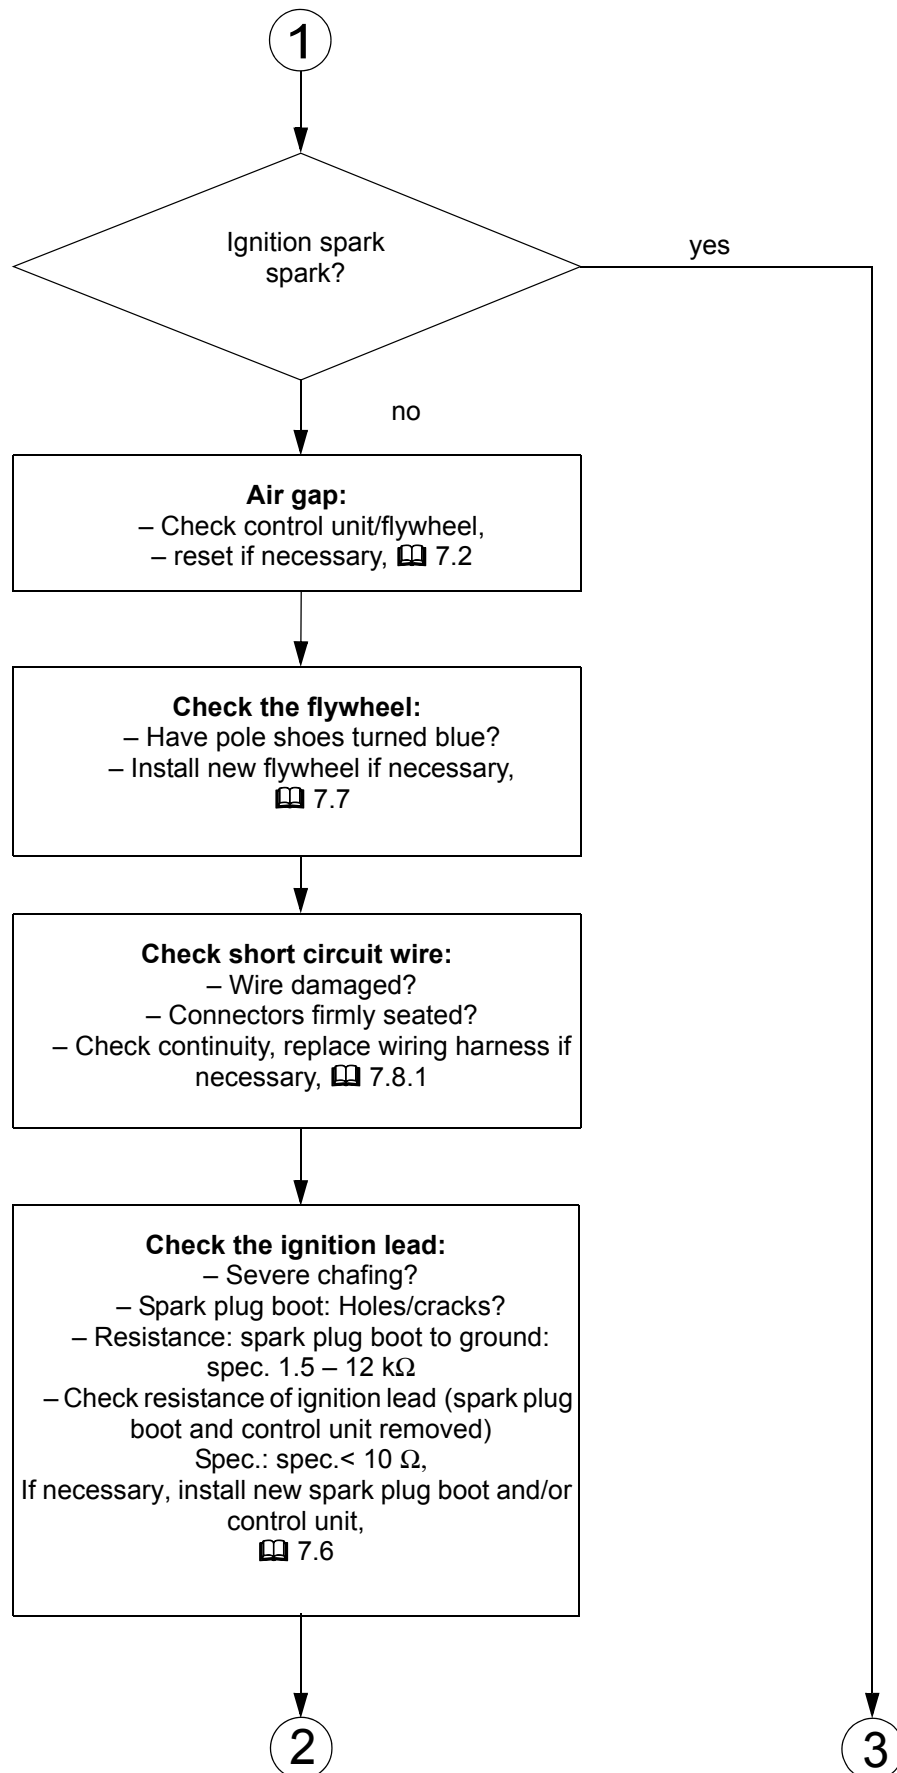 1
Ignition spark
spark?
yes
no
Air gap:
– Check control unit/flywheel,
– reset if necessary, 🕮 7.2
Check the flywheel:
– Have pole shoes turned blue?
– Install new flywheel if necessary,
🕮 7.7
Check short circuit wire:
– Wire damaged?
– Connectors firmly seated?
– Check continuity, replace wiring harness if
necessary, 🕮 7.8.1
Check the ignition lead:
– Severe chafing?
– Spark plug boot: Holes/cracks?
– Resistance: spark plug boot to ground:
spec. 1.5 – 12 kΩ
– Check resistance of ignition lead (spark plug
boot and control unit removed)
Spec.: spec.< 10 Ω,
If necessary, install new spark plug boot and/or
control unit,
🕮 7.6
2
3